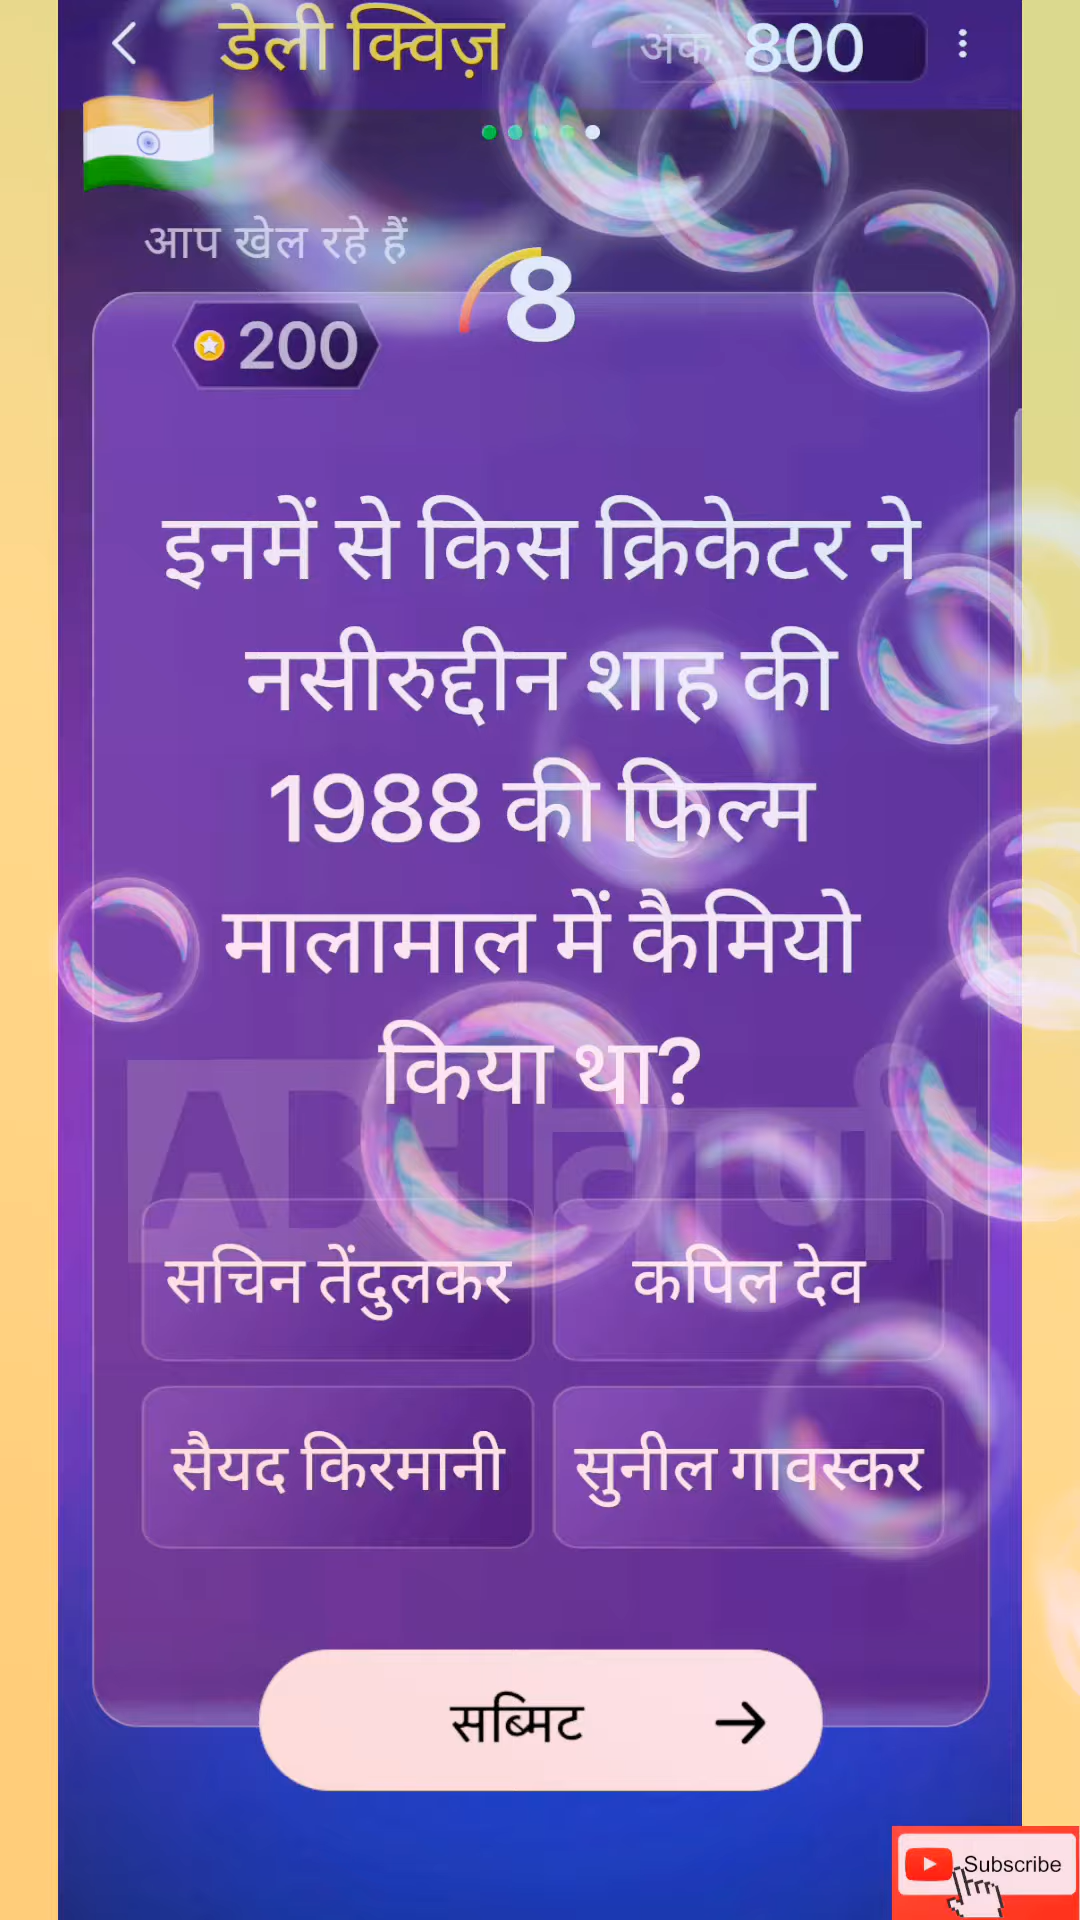 डेली क्विज़
अंक: 800
आप खेल रहे हैं
8
200
इनमें से किस क्रिकेटर ने
नसीरुद्दीन शाह की
1988 की फिल्म
मालामाल में कैमियो
किया था?
सचिन तेंदुलकर
कपिल देव
सैयद किरमानी
सुनील गावस्कर
सब्मिट
Subscribe